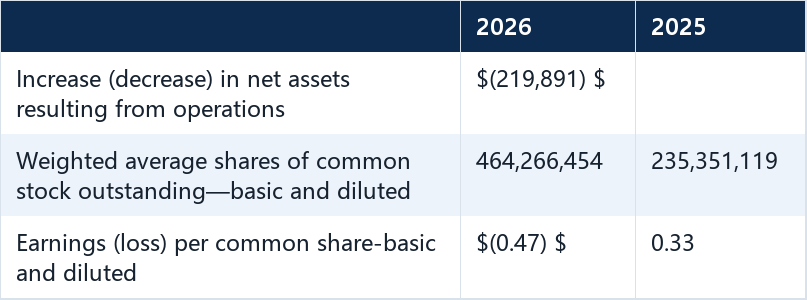 2026 2025
Increase (decrease) in net assets $(219,891) $
resulting from operations
Weighted average shares of common 464,266,454 235,351,119
stock outstanding—basic and diluted
Earnings (loss) per common share-basic $(0.47) $ 0.33
and diluted